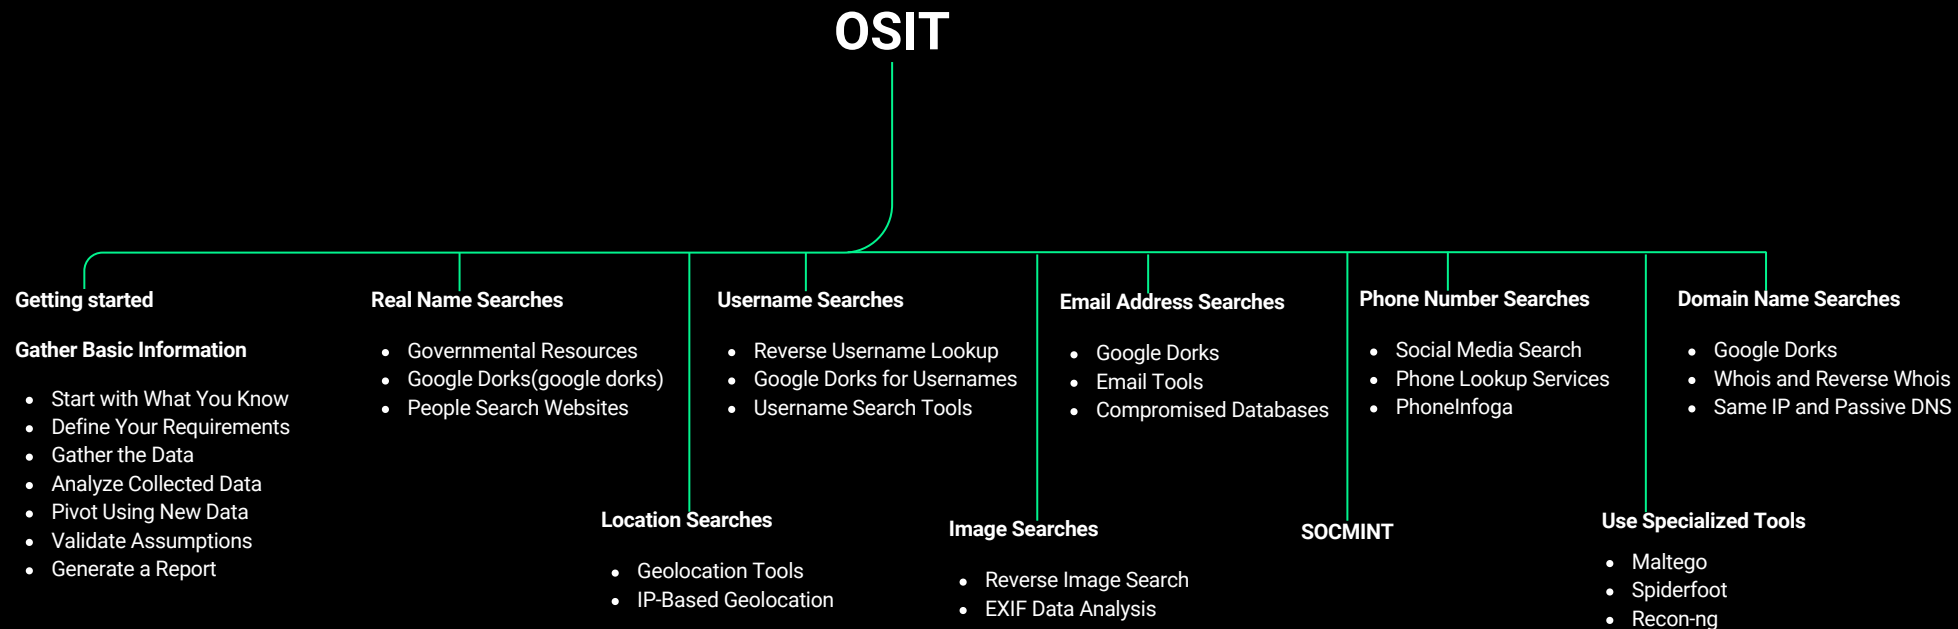 OSIT
Getting started
Gather Basic Information
Start with What You Know
Define Your Requirements
Gather the Data
Analyze Collected Data
Pivot Using New Data
Validate Assumptions
Generate a Report
Real Name Searches
Governmental Resources
Google Dorks(google dorks)
People Search Websites
Location Searches
Geolocation Tools
IP-Based Geolocation
Username Searches
Reverse Username Lookup
Google Dorks for Usernames
Username Search Tools
Image Searches
Reverse Image Search
EXIF Data Analysis
Email Address Searches
Google Dorks
Email Tools
Compromised Databases
SOCMINT
Phone Number Searches
Social Media Search
Phone Lookup Services
PhoneInfoga
Use Specialized Tools
Maltego
Spiderfoot
Recon-ng
Domain Name Searches
Google Dorks
Whois and Reverse Whois
Same IP and Passive DNS